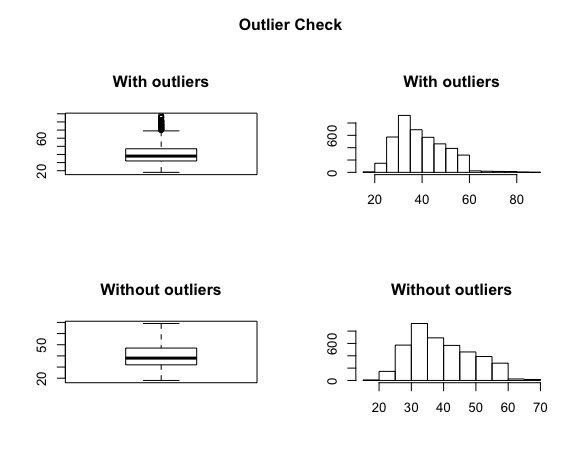 Outlier Check
With outliers
20 60
With outliers
0 600
20 40 60 80
Without outliers
20 50
Without outliers
0 600
20 30 40 50 60 70